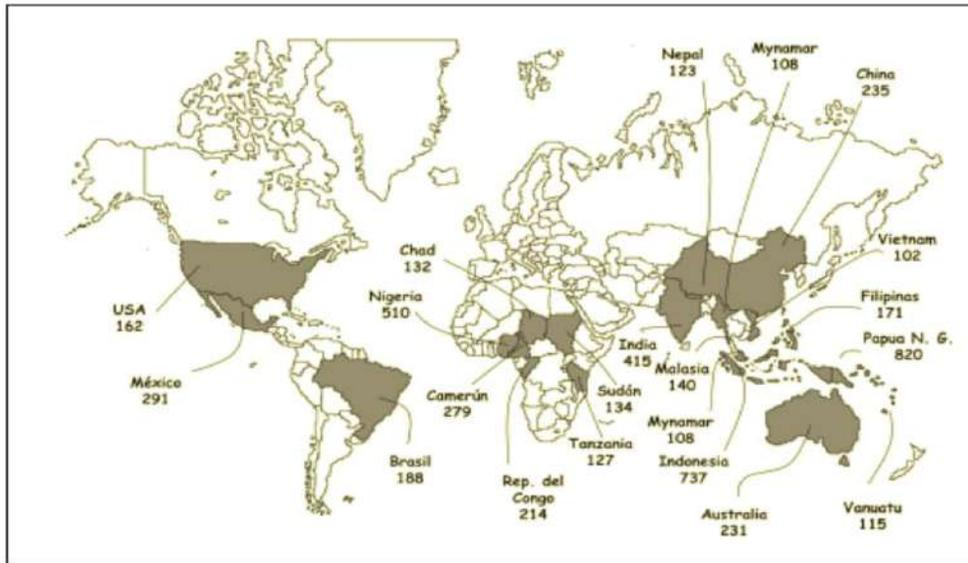 Nepal
123
Mynamar
108
China
235
Chad
132
Vietnam
102
Nigeria
510
Filipinas
171
USA
162
India
415
Papua N. G.
820
México
291
Camerún
279
Sudán
134
Malasia
140
Mynamar
108
Tanzania
127
Indonesia
737
Brasil
188
Rep. del
Congo
214
Australia
231
Vanuatu
115